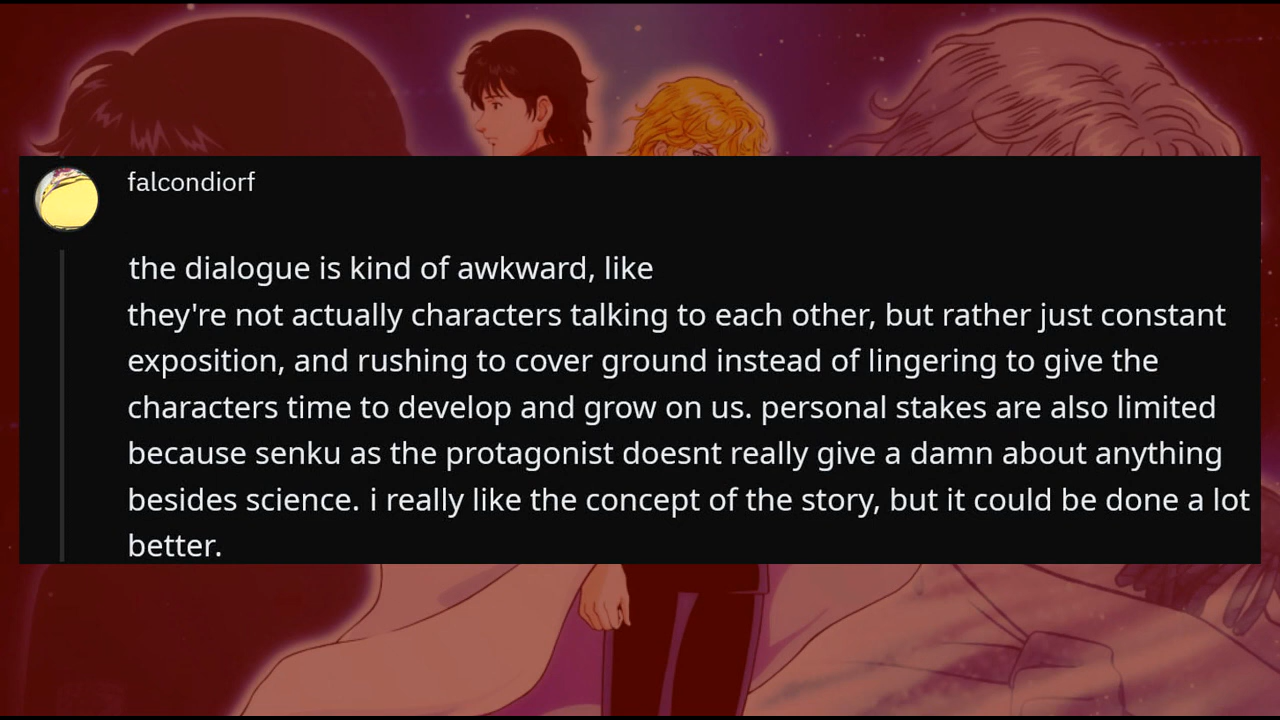 falcondiorf
the dialogue is kind of awkward, like
they're not actually characters talking to each other, but rather just constant
exposition, and rushing to cover ground instead of lingering to give the
characters time to develop and grow on us. personal stakes are also limited
because senku as the protagonist doesnt really give a damn about anything
besides science. i really like the concept of the story, but it could be done a lot
better.